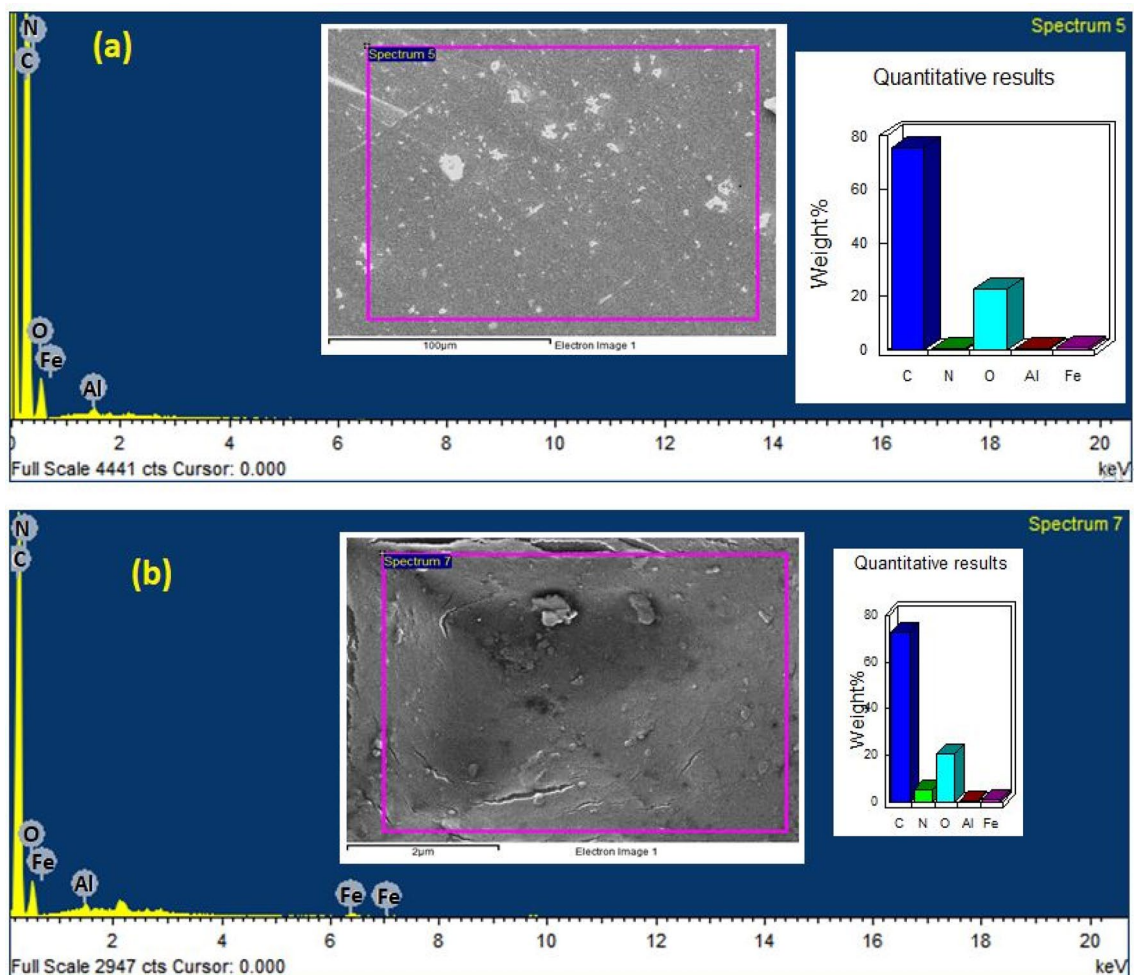 N
(a)
Spectrum 5
C
Spectrum 5
Quantitative results
80
60
40
20
0
Weight%
C N O Al Fe
O
Fe
Al
100µm Electron Image 1
0 2 4 6 8 10 12 14 16 18 20
Full Scale 4441 cts Cursor: 0.000 keV
N
Spectrum 7
C
(b)
Spectrum 7
Quantitative results
80
60
40
20
0
Weight%
C N O Al Fe
O
Fe
Al
Fe Fe
2µm Electron Image 1
2 4 6 8 10 12 14 16 18 20
Full Scale 2947 cts Cursor: 0.000 keV